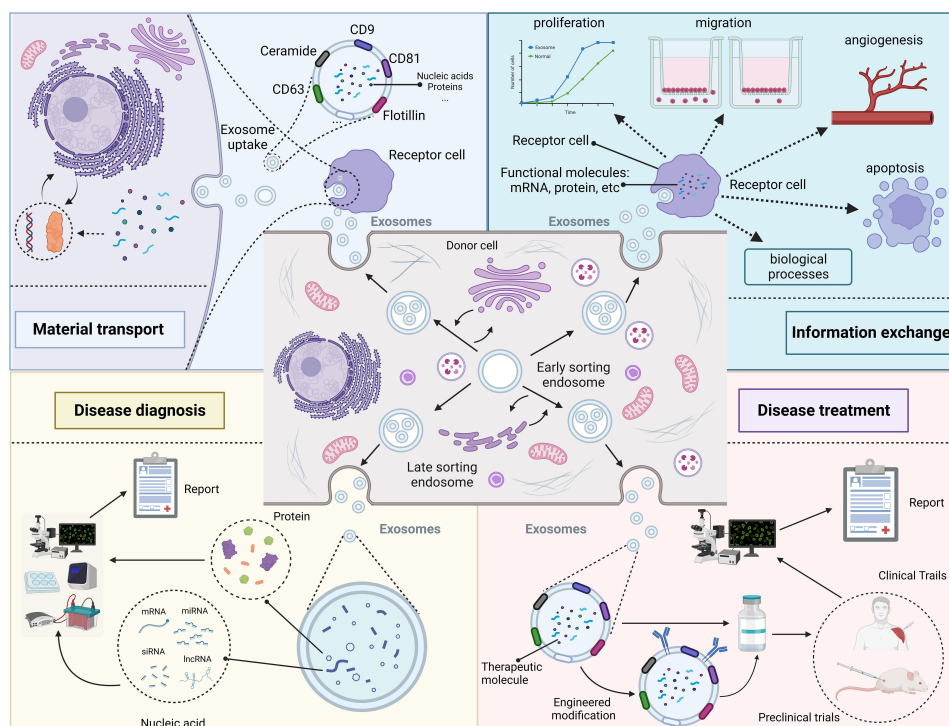 CD9
Ceramide
CD81
CD63
Nucleic acids
Proteins
...
Flotillin
Exosome
uptake
Receptor cell
Exosomes
Material transport
proliferation
migration
angiogenesis
Exosome
Normal
Number of cells
Time
Receptor cell
Functional molecules:
mRNA, protein, etc
Receptor cell
apoptosis
Exosomes
biological
processes
Information exchange
Donor cell
Early sorting
endosome
Late sorting
endosome
Disease diagnosis
Report
Protein
Exosomes
mRNA
miRNA
siRNA
lncRNA
Nucleic acid
Disease treatment
Exosomes
Report
Clinical Trails
Therapeutic
molecule
Engineered
modification
Preclinical trials